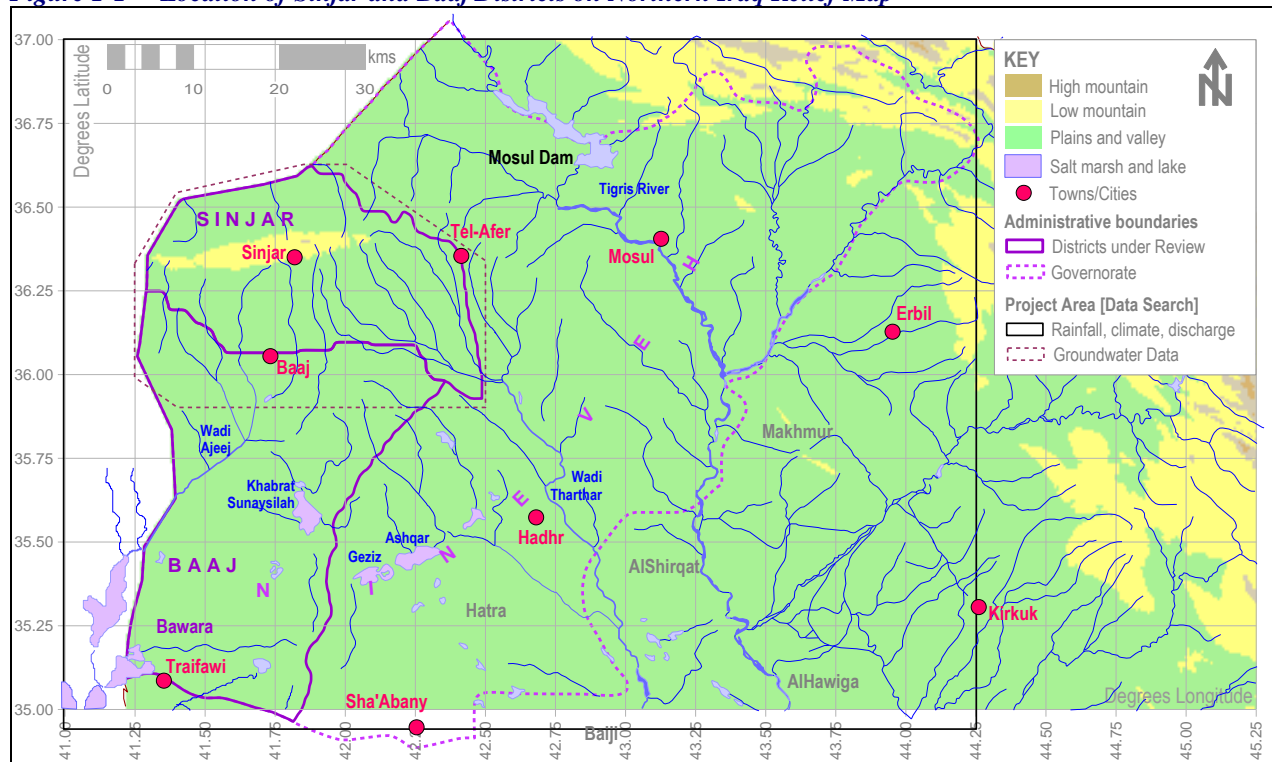 Figure 1-1 Location of Sinjar and Baaj Districts on Northern Iraq Relief Map
37.00
36.75
36.50
36.25
36.00
35.75
35.50
35.25
35.00
Degrees Latitude
kms
0 10 20 30
KEY
High mountain
Low mountain
Plains and valley
Salt marsh and lake
Towns/Cities
Administrative boundaries
Districts under Review
Governorate
Project Area [Data Search]
Rainfall, climate, discharge
Groundwater Data
N
Mosul Dam
Tigris River
SINJAR
Sinjar
Tel-Afer
Mosul
Erbil
Baaj
Makhmur
Wadi
Ajeej
Khabrat
Sunaysilah
Wadi
Tharthar
Hadhr
Ashqar
Geziz
AlShirqat
BAAJ
NINEVEH
Hatra
Kirkuk
Bawara
Traifawi
Sha'Abany
AlHawiga
Degrees Longitude
Baiji
41.00
41.25
41.50
41.75
42.00
42.25
42.50
42.75
43.00
43.25
43.50
43.75
44.00
44.25
44.50
44.75
45.00
45.25